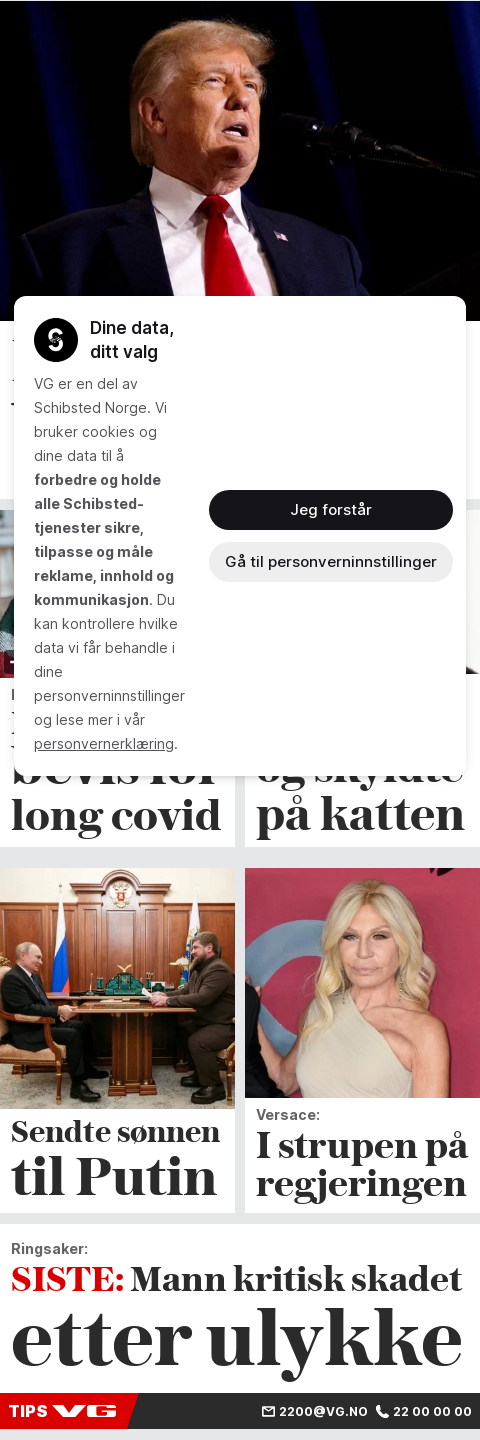 Dine data,
ditt valg
VG er en del av
Schibsted Norge. Vi
bruker cookies og
dine data til å
forbedre og holde
alle Schibsted-
tjenester sikre,
tilpasse og måle
reklame, innhold og
kommunikasjon. Du
kan kontrollere hvilke
data vi får behandle i
dine
personverninnstillinger
og lese mer i vår
personvernerklæring.
Jeg forstår
Gå til personverninnstillinger
bevis for
long covid
og skyldte
på katten
Sendte sønnen
til Putin
Versace:
I strupen på
regjeringen
Ringsaker:
SISTE: Mann kritisk skadet
etter ulykke
TIPS VG
2200@VG.NO 22 00 00 00